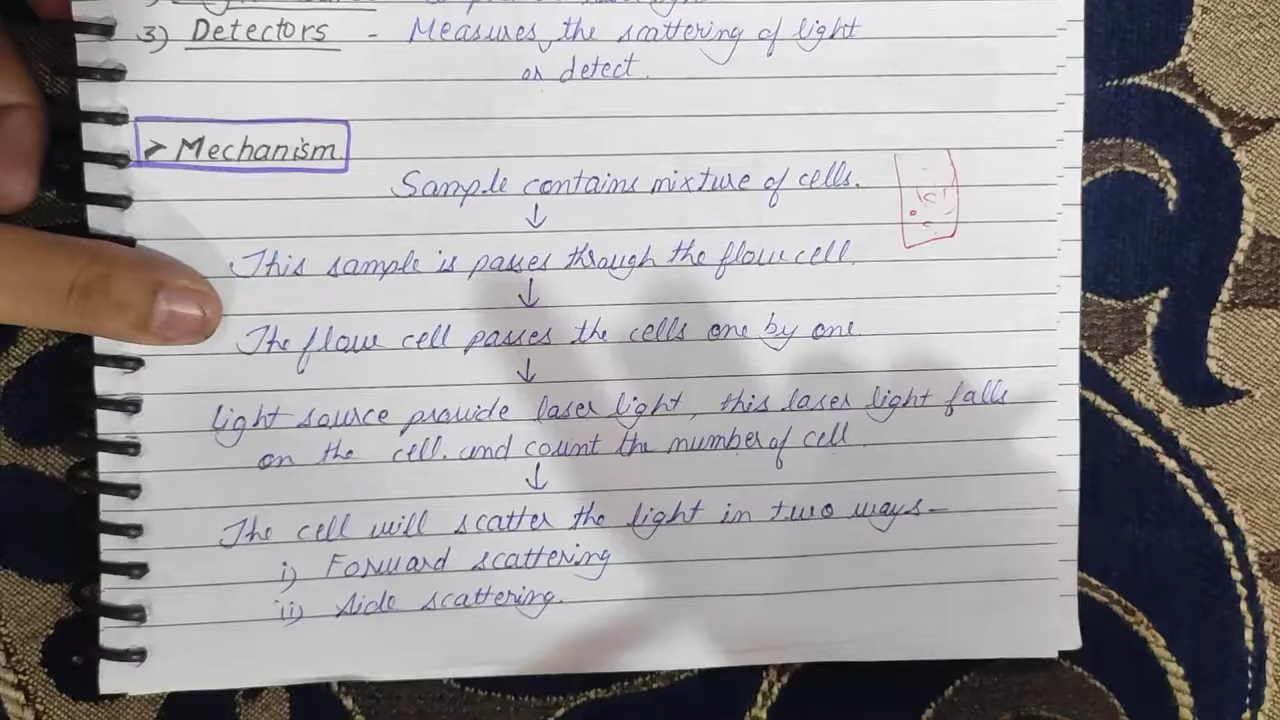 3) Detectors - Measures the scattering of light
or detect.
➤ Mechanism
Sample contains mixture of cells.
↓
This sample is passes through the flow cell.
↓
The flow cell passes the cells one by one
↓
light source provide laser light, this laser light falls
on the cell. and count the number of cell.
↓
The cell will scatter the light in two ways-
i) Forward scattering
ii) side scattering.